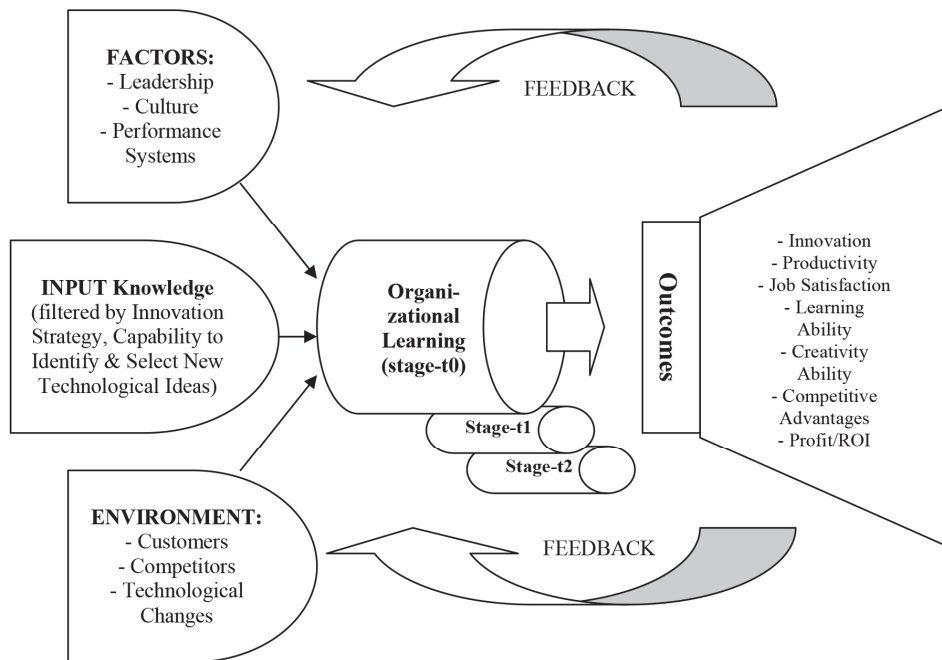 FACTORS:
- Leadership
- Culture
- Performance
Systems
FEEDBACK
INPUT Knowledge
(filtered by Innovation
Strategy, Capability to
Identify & Select New
Technological Ideas)
Organi-
zational
Learning
(stage-t0)
Stage-t1
Stage-t2
Outcomes
- Innovation
- Productivity
- Job Satisfaction
- Learning
Ability
- Creativity
Ability
- Competitive
Advantages
- Profit/ROI
ENVIRONMENT:
- Customers
- Competitors
- Technological
Changes
FEEDBACK